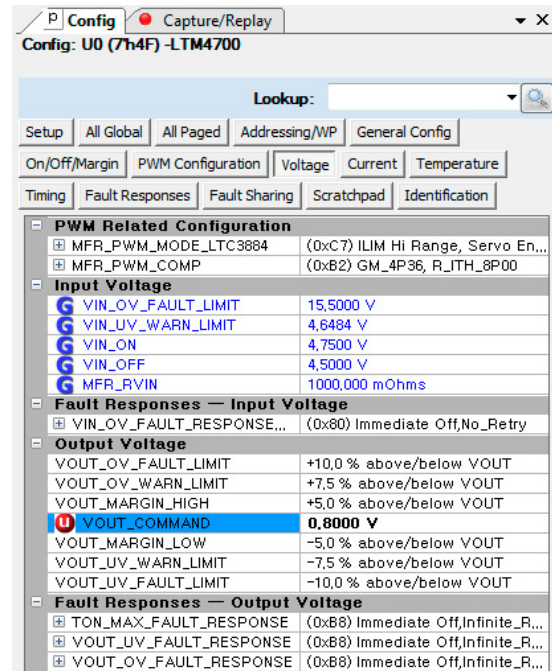 P Config Capture/Replay
Config: U0 (7'h4F) -LTM4700
Lookup:
Setup All Global All Paged Addressing/WP General Config
On/Off/Margin PWM Configuration Voltage Current Temperature
Timing Fault Responses Fault Sharing Scratchpad Identification
PWM Related Configuration
MFR_PWM_MODE_LTC3884 (0xC7) ILIM Hi Range, Servo En,,,
MFR_PWM_COMP (0xB2) GM_4P36, R_ITH_8P00
Input Voltage
G VIN_OV_FAULT_LIMIT 15,5000 V
G VIN_UV_WARN_LIMIT 4,6484 V
G VIN_ON 4,7500 V
G VIN_OFF 4,5000 V
G MFR_RVIN 1000,000 mOhms
Fault Responses — Input Voltage
VIN_OV_FAULT_RESPONSE,,, (0x80) Immediate Off,No_Retry
Output Voltage
VOUT_OV_FAULT_LIMIT +10,0 % above/below VOUT
VOUT_OV_WARN_LIMIT +7,5 % above/below VOUT
VOUT_MARGIN_HIGH +5,0 % above/below VOUT
U VOUT_COMMAND 0,8000 V
VOUT_MARGIN_LOW −5,0 % above/below VOUT
VOUT_UV_WARN_LIMIT −7,5 % above/below VOUT
VOUT_UV_FAULT_LIMIT −10,0 % above/below VOUT
Fault Responses — Output Voltage
TON_MAX_FAULT_RESPONSE (0xB8) Immediate Off,Infinite_R,,,
VOUT_UV_FAULT_RESPONSE (0xB8) Immediate Off,Infinite_R,,,
VOUT_OV_FAULT_RESPONSE (0xB8) Immediate Off,Infinite_R,,,